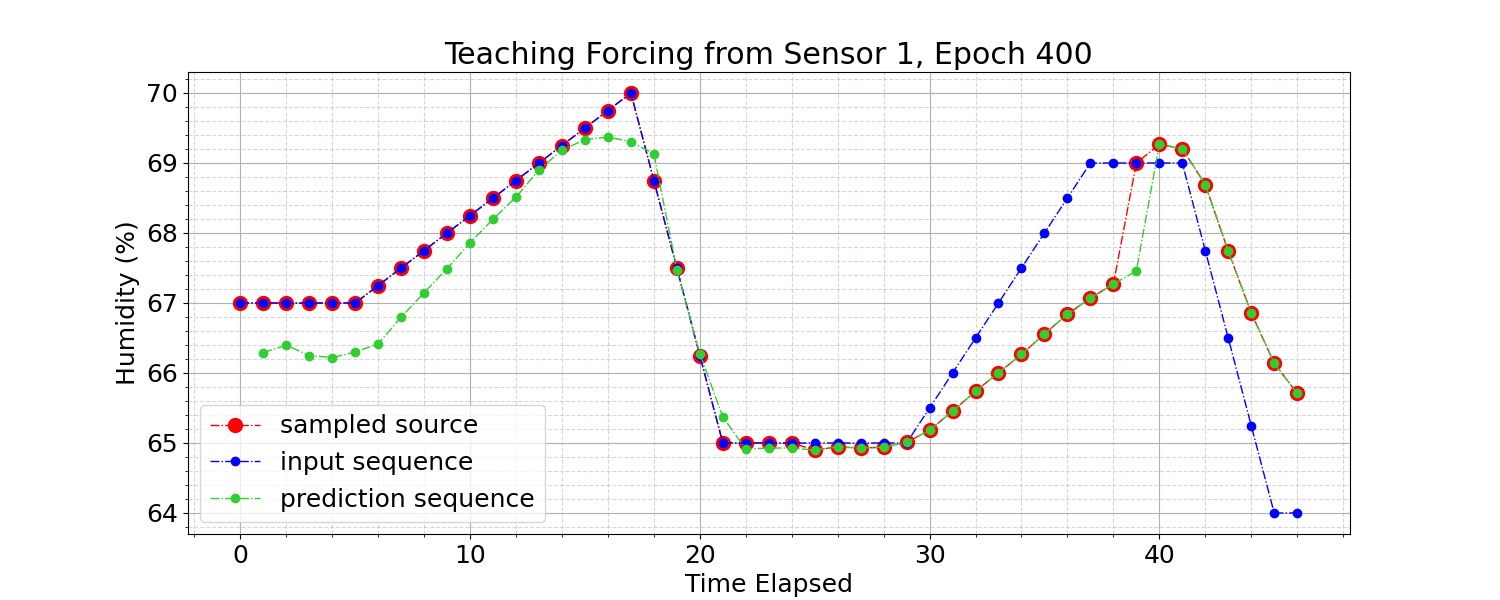 Teaching Forcing from Sensor 1, Epoch 400
Humidity (%)
70
69
68
67
66
65
64
sampled source
input sequence
prediction sequence
0 10 20 30 40
Time Elapsed